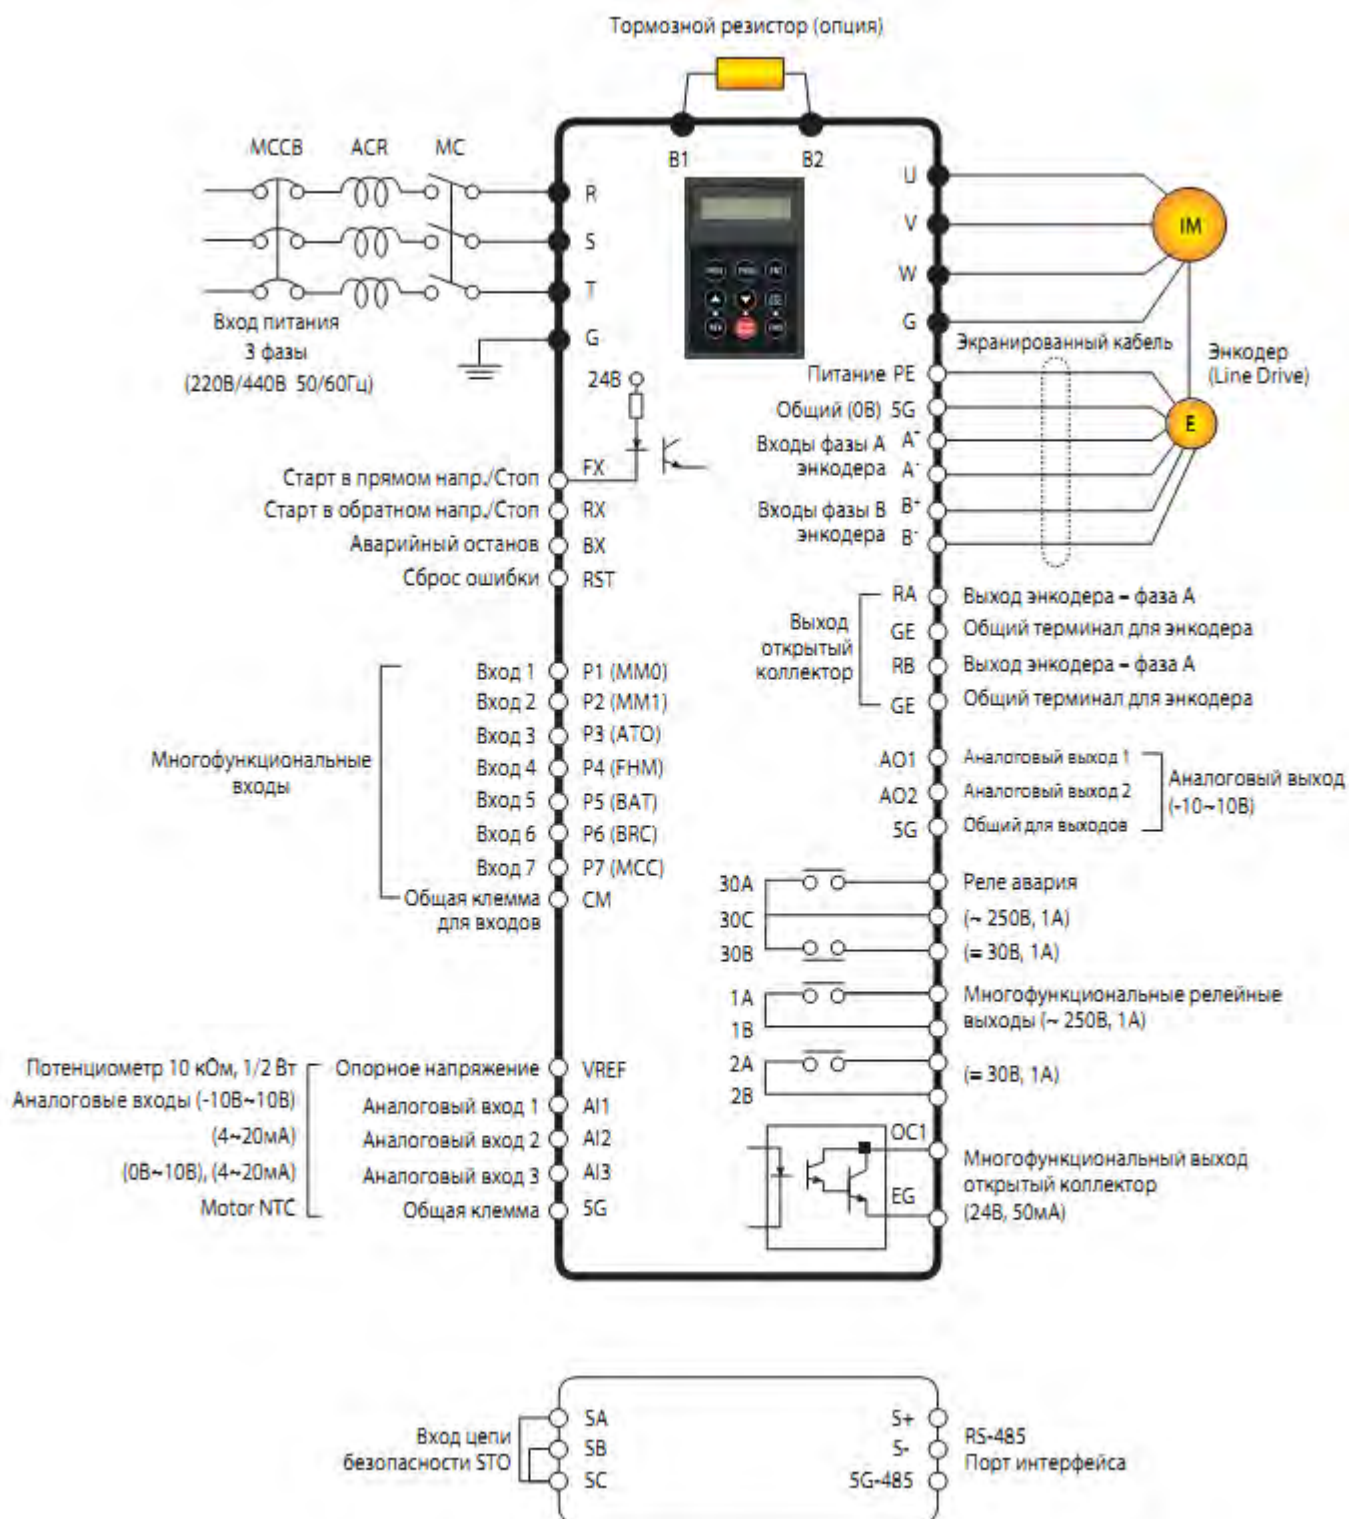 Тормозной резистор (опция)
B1
B2
MCCB
ACR
MC
R
S
T
G
Вход питания
3 фазы
(220В/440В 50/60Гц)
24В
FX
Старт в прямом напр./Стоп
Старт в обратном напр./Стоп
RX
Аварийный останов
BX
Сброс ошибки
RST
Многофункциональные
входы
Вход 1
P1 (MM0)
Вход 2
P2 (MM1)
Вход 3
P3 (ATO)
Вход 4
P4 (FHM)
Вход 5
P5 (BAT)
Вход 6
P6 (BRC)
Вход 7
P7 (MCC)
Общая клемма
для входов
CM
Потенциометр 10 кОм, 1/2 Вт
Опорное напряжение
VREF
Аналоговые входы (-10В~10В)
Аналоговый вход 1
AI1
(4~20мА)
Аналоговый вход 2
AI2
(0В~10В), (4~20мА)
Аналоговый вход 3
AI3
Motor NTC
Общая клемма
5G
U
V
W
G
IM
Экранированный кабель
Энкодер
(Line Drive)
E
Питание PE
Общий (0В) 5G
Входы фазы А
энкодера
A+
A-
Входы фазы В
энкодера
B+
B-
Выход
открытый
коллектор
RA
Выход энкодера – фаза А
GE
Общий терминал для энкодера
RB
Выход энкодера – фаза А
GE
Общий терминал для энкодера
AO1
Аналоговый выход 1
AO2
Аналоговый выход 2
5G
Общий для выходов
Аналоговый выход
(-10~10В)
30A
Реле авария
30C
(~ 250В, 1А)
30B
(= 30В, 1А)
1A
1B
Многофункциональные релейные
выходы (~ 250В, 1А)
2A
2B
(= 30В, 1А)
OC1
EG
Многофункциональный выход
открытый коллектор
(24В, 50мА)
Вход цепи
безопасности STO
SA
SB
SC
S+
S-
5G-485
RS-485
Порт интерфейса